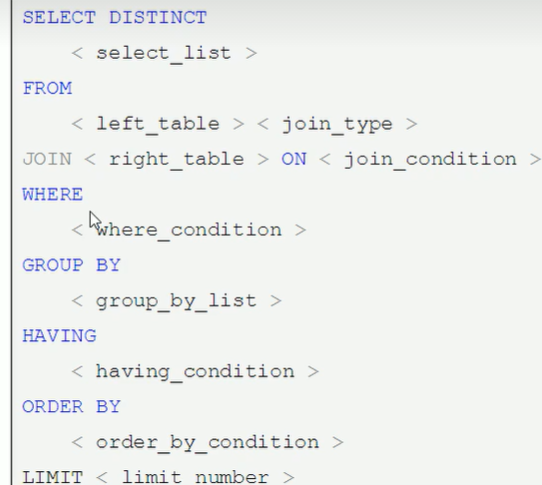 SELECT DISTINCT
< select_list >
FROM
< left_table > < join_type >
JOIN < right_table > ON < join_condition >
WHERE
< where_condition >
GROUP BY
< group_by_list >
HAVING
< having_condition >
ORDER BY
< order_by_condition >
LIMIT < limit_number >